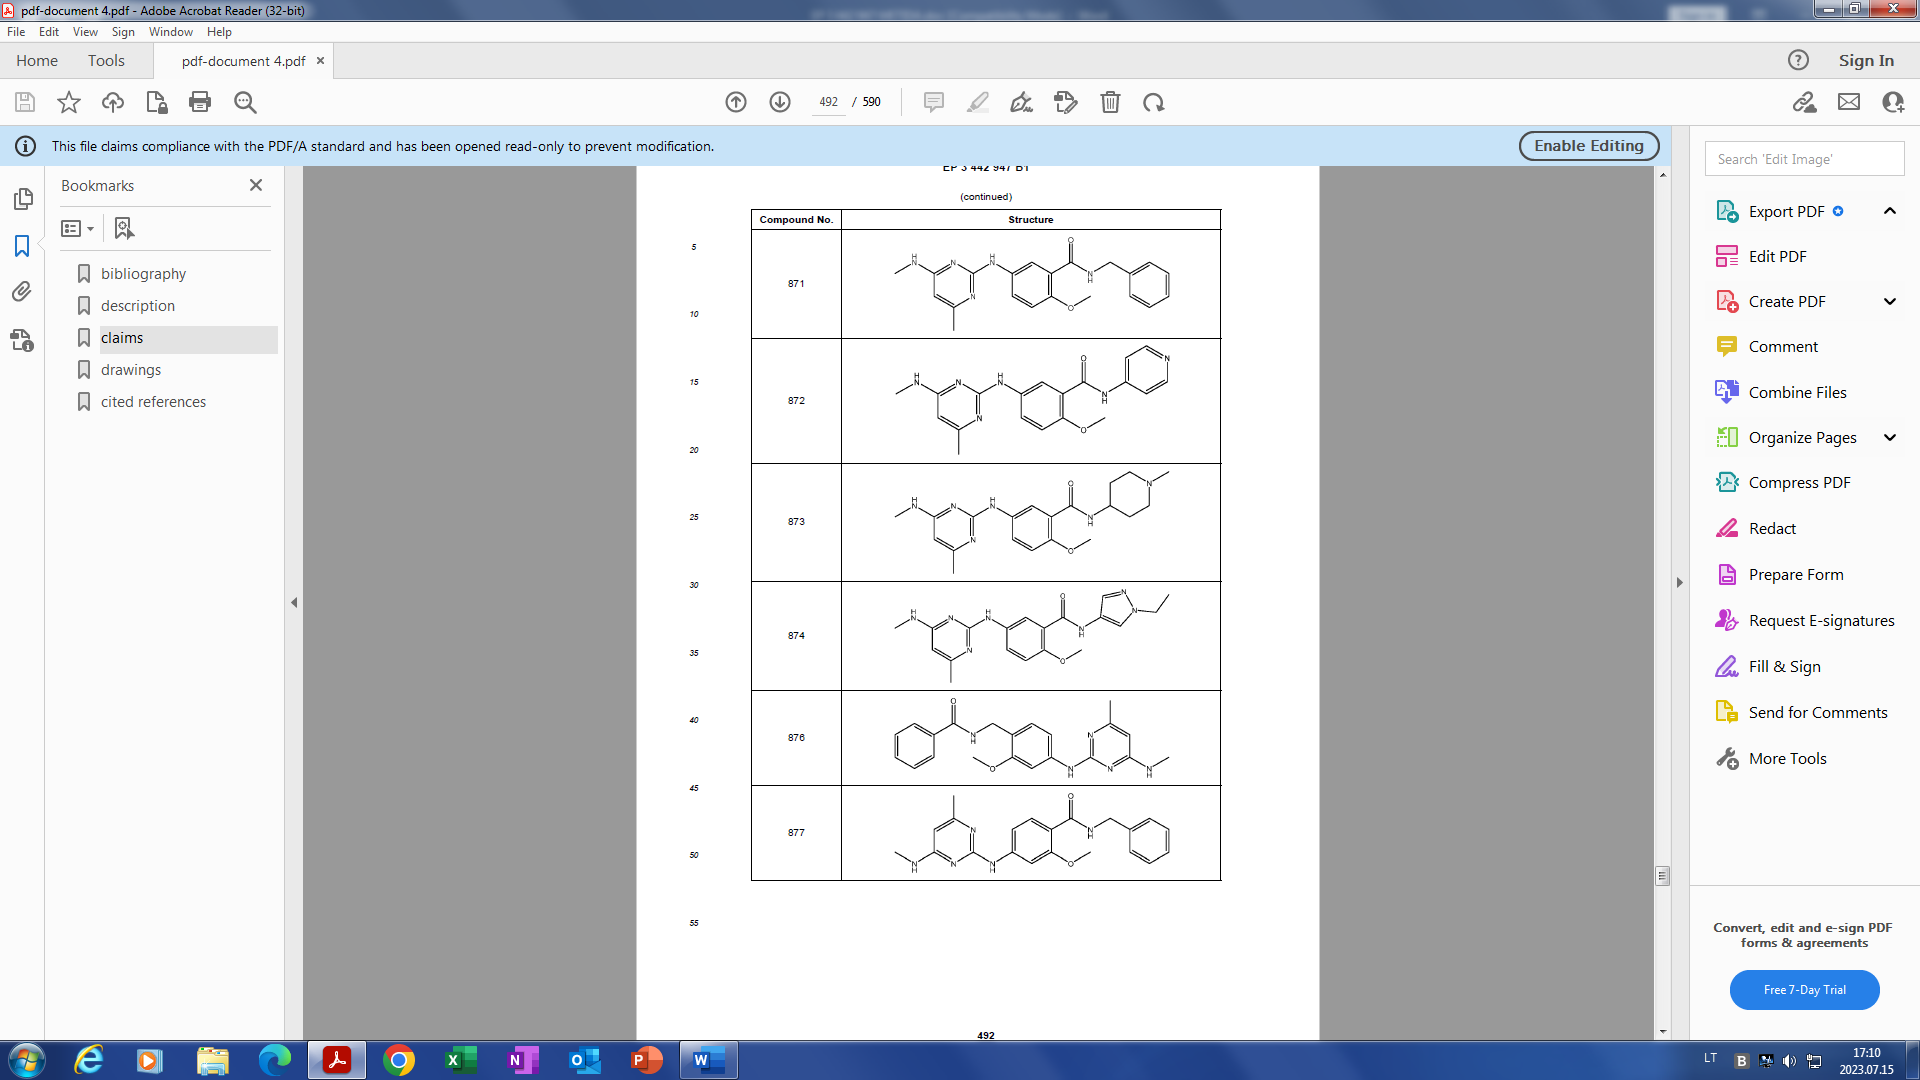 pdf-document 4.pdf - Adobe Acrobat Reader (32-bit)
File Edit View Sign Window Help
Home Tools pdf-document 4.pdf Sign In
492 / 590
This file claims compliance with the PDF/A standard and has been opened read-only to prevent modification. Enable Editing
Bookmarks
bibliography
description
claims
drawings
cited references
EP 3 442 947 B1
(continued)
Compound No. Structure
5
871
10
15
872
20
25
873
30
874
35
40
876
45
877
50
55
492
Search 'Edit Image'
Export PDF
Edit PDF
Create PDF
Comment
Combine Files
Organize Pages
Compress PDF
Redact
Prepare Form
Request E-signatures
Fill & Sign
Send for Comments
More Tools
Convert, edit and e-sign PDF
forms & agreements
Free 7-Day Trial
LT
17:10
2023.07.15